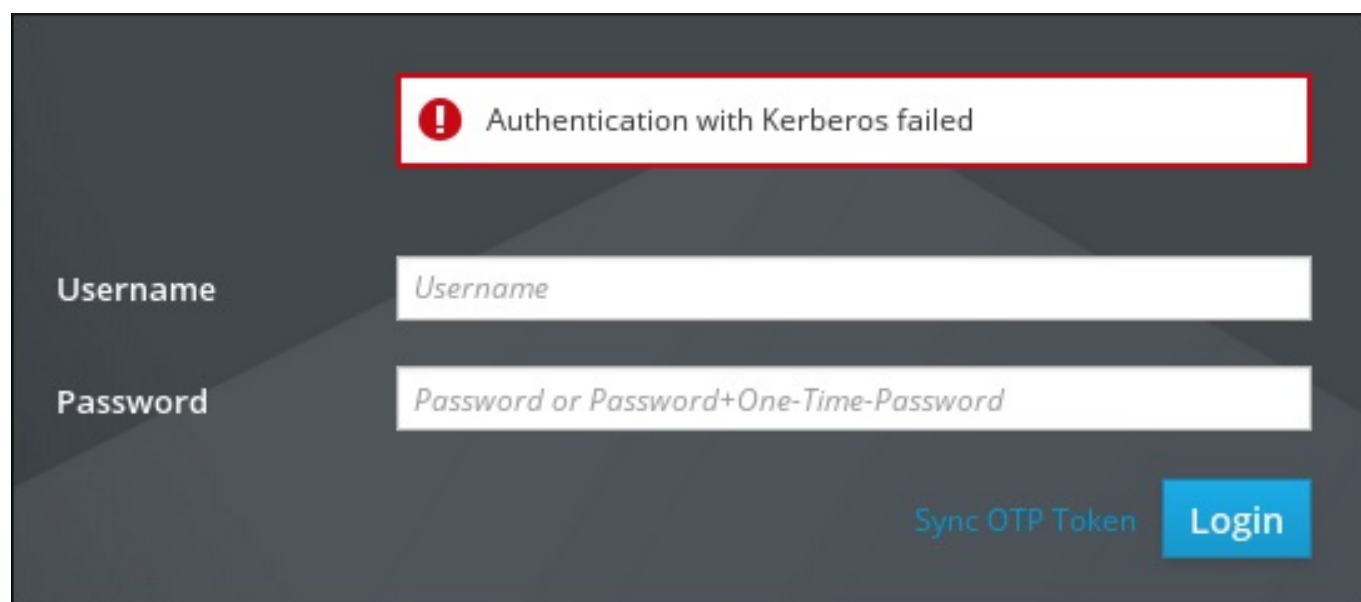 Authentication with Kerberos failed
Username
Username
Password
Password or Password+One-Time-Password
Sync OTP Token
Login